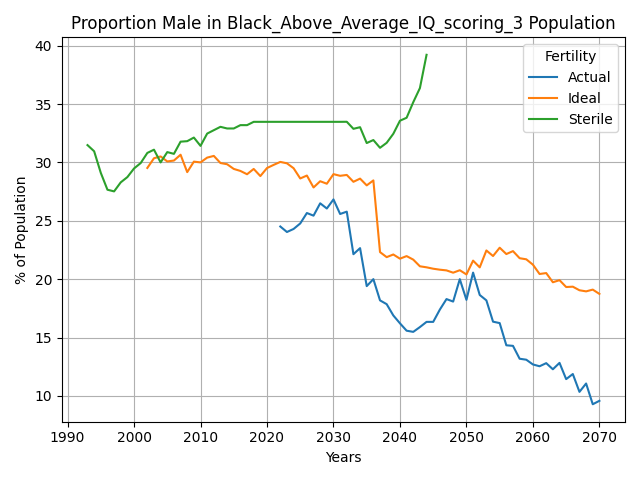 Proportion Male in Black_Above_Average_IQ_scoring_3 Population
% of Population
40
35
30
25
20
15
10
Fertility
Actual
Ideal
Sterile
1990 2000 2010 2020 2030 2040 2050 2060 2070
Years